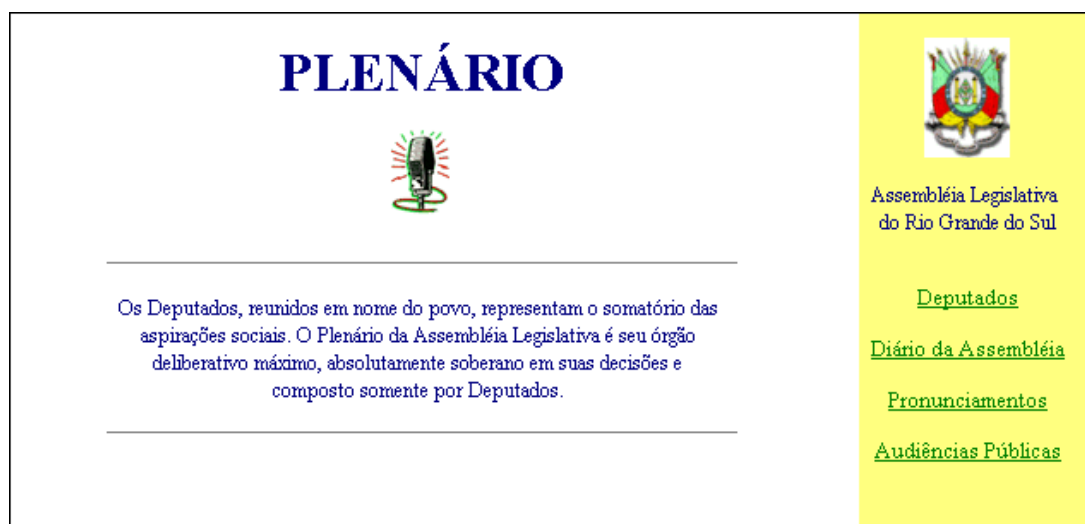 PLENÁRIO
Os Deputados, reunidos em nome do povo, representam o somatório das
aspirações sociais. O Plenário da Assembléia Legislativa é seu órgão
deliberativo máximo, absolutamente soberano em suas decisões e
composto somente por Deputados.
Assembléia Legislativa
do Rio Grande do Sul
Deputados
Diário da Assembléia
Pronunciamentos
Audiências Públicas